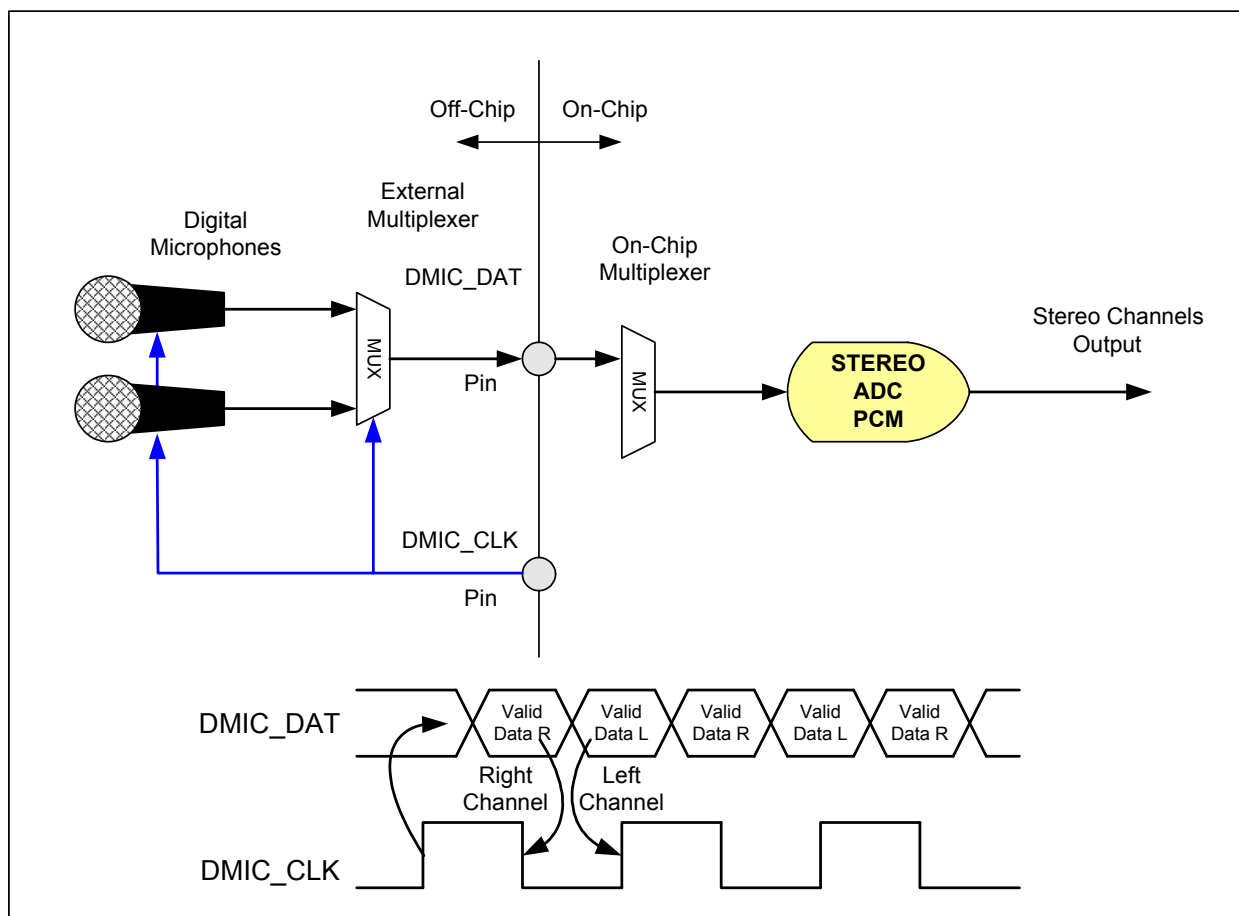 Off-Chip
On-Chip
External
Multiplexer
Digital
Microphones
On-Chip
Multiplexer
DMIC_DAT
Stereo Channels
Output
MUX
Pin
MUX
STEREO
ADC
PCM
DMIC_CLK
Pin
DMIC_DAT
Valid
Data R
Valid
Data L
Valid
Data R
Valid
Data L
Valid
Data R
Right
Channel
Left
Channel
DMIC_CLK